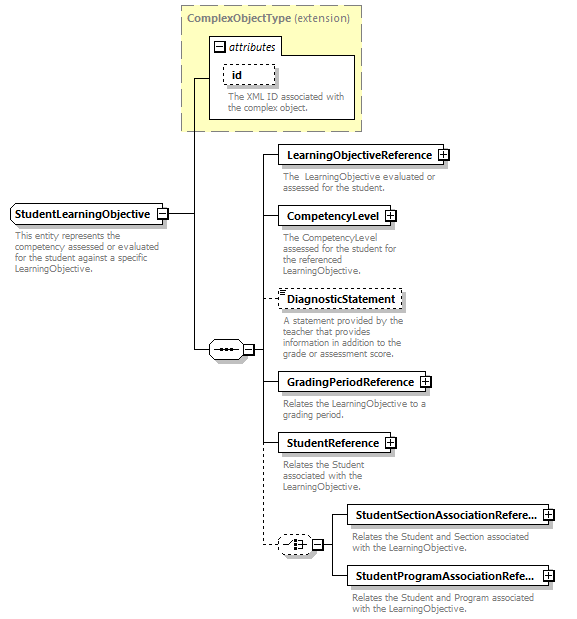 ComplexObjectType (extension)
attributes
id
The XML ID associated with
the complex object.
LearningObjectiveReference
The  LearningObjective evaluated or
assessed for the student.
StudentLearningObjective
This entity represents the
competency assessed or evaluated
for the student against a specific
LearningObjective.
CompetencyLevel
The CompetencyLevel
assessed for the student for
the referenced
LearningObjective.
DiagnosticStatement
A statement provided by the
teacher that provides
information in addition to the
grade or assessment score.
GradingPeriodReference
Relates the LearningObjective to a
grading period.
StudentReference
Relates the Student
associated with the
LearningObjective.
StudentSectionAssociationRefere...
Relates the Student and Section associated
with the LearningObjective.
StudentProgramAssociationRefe...
Relates the Student and Program associated
with the LearningObjective.